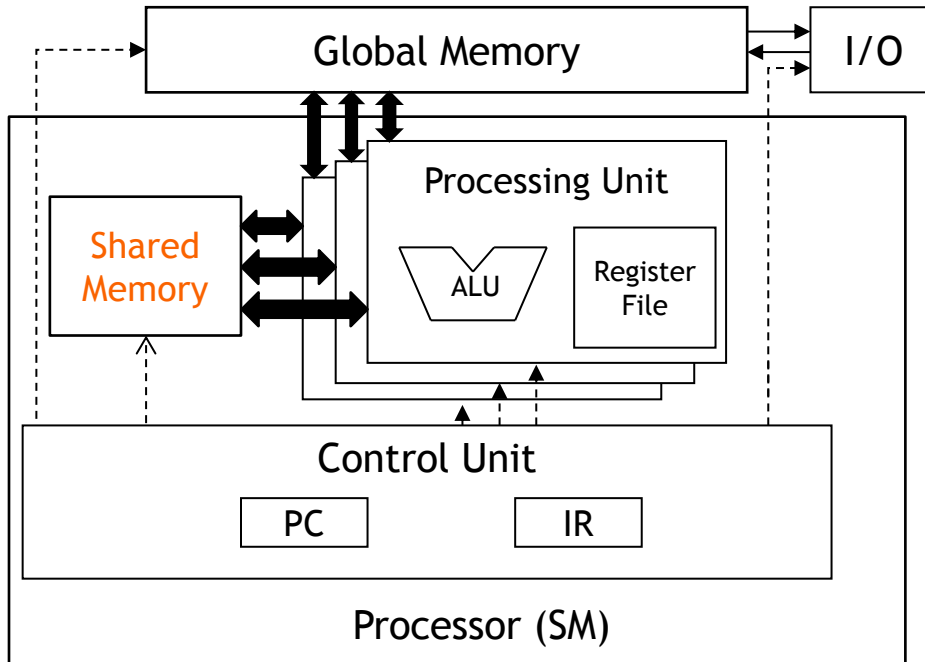 Global Memory
I/O
Processing Unit
Shared
Memory
ALU
Register
File
Control Unit
PC
IR
Processor (SM)